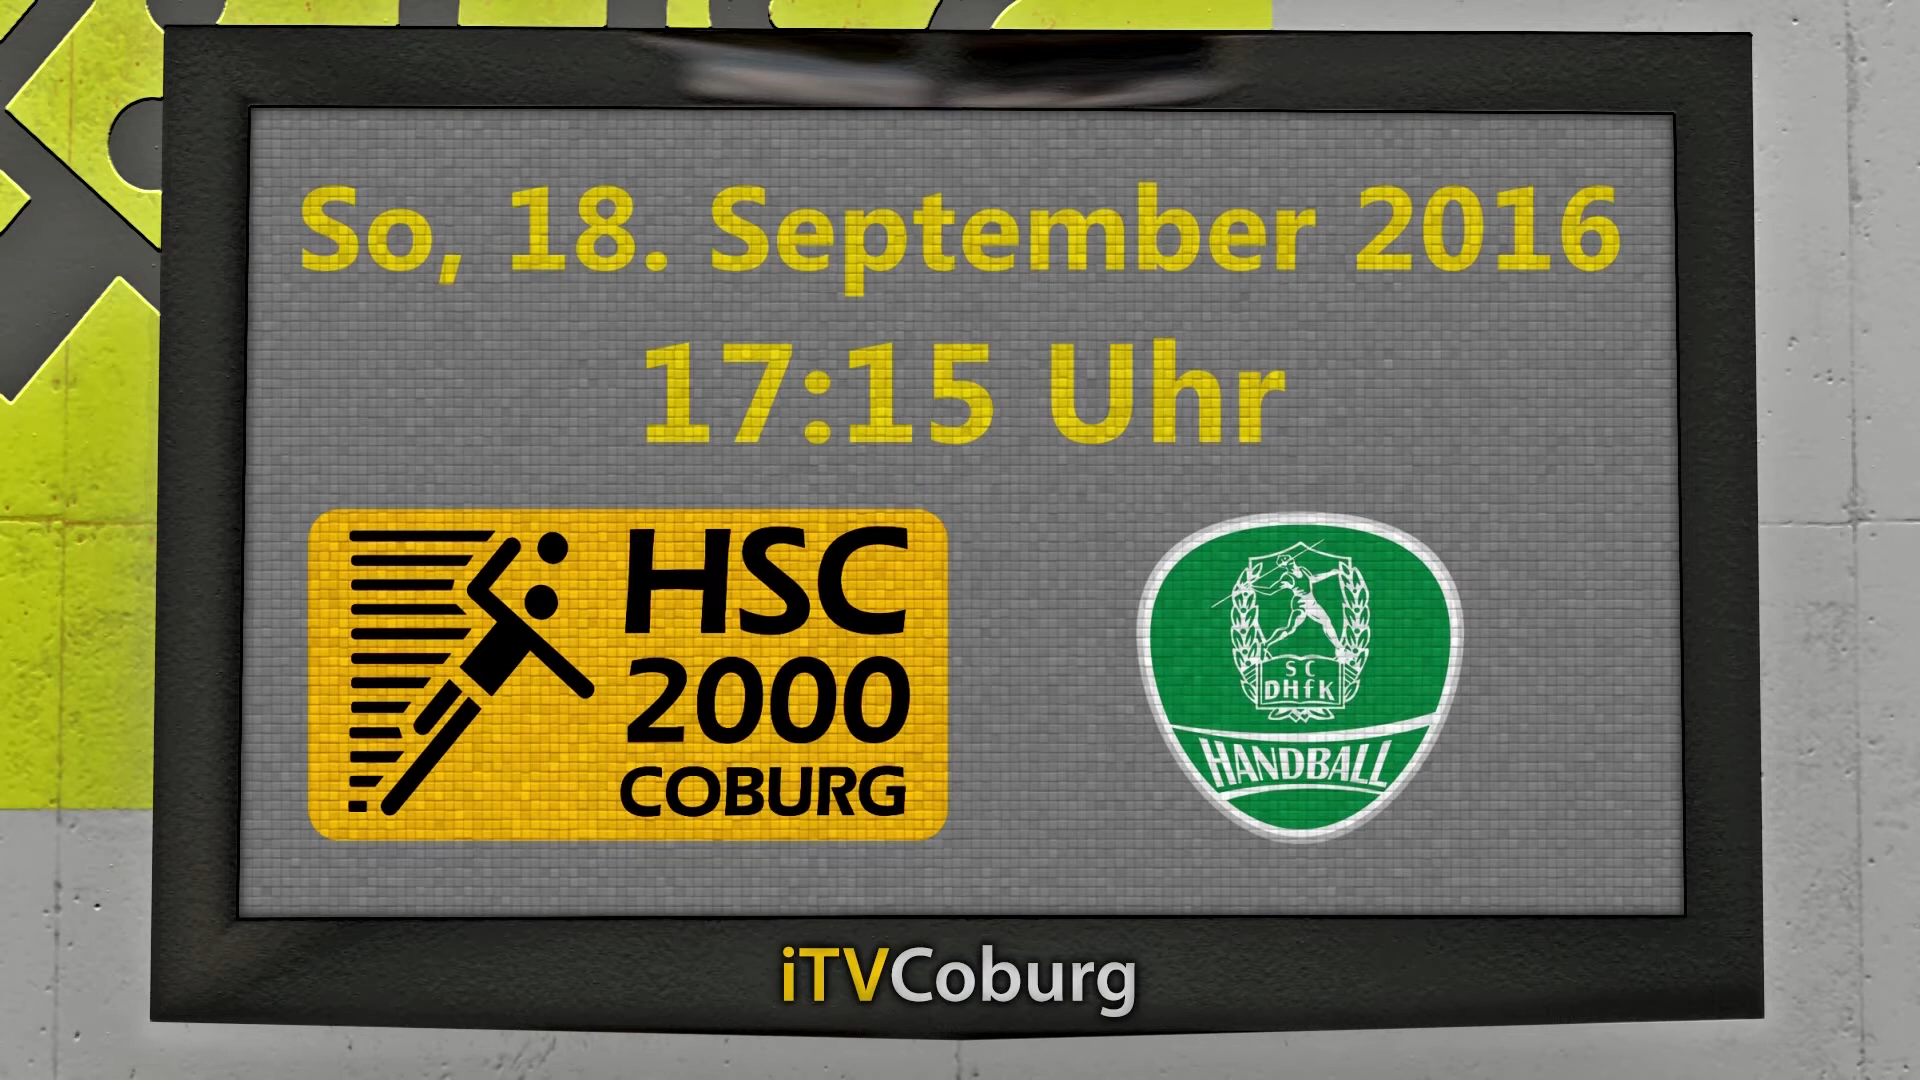 So, 18. September 2016
17:15 Uhr
HSC
2000
COBURG
SC
DHfK
HANDBALL
iTVCoburg